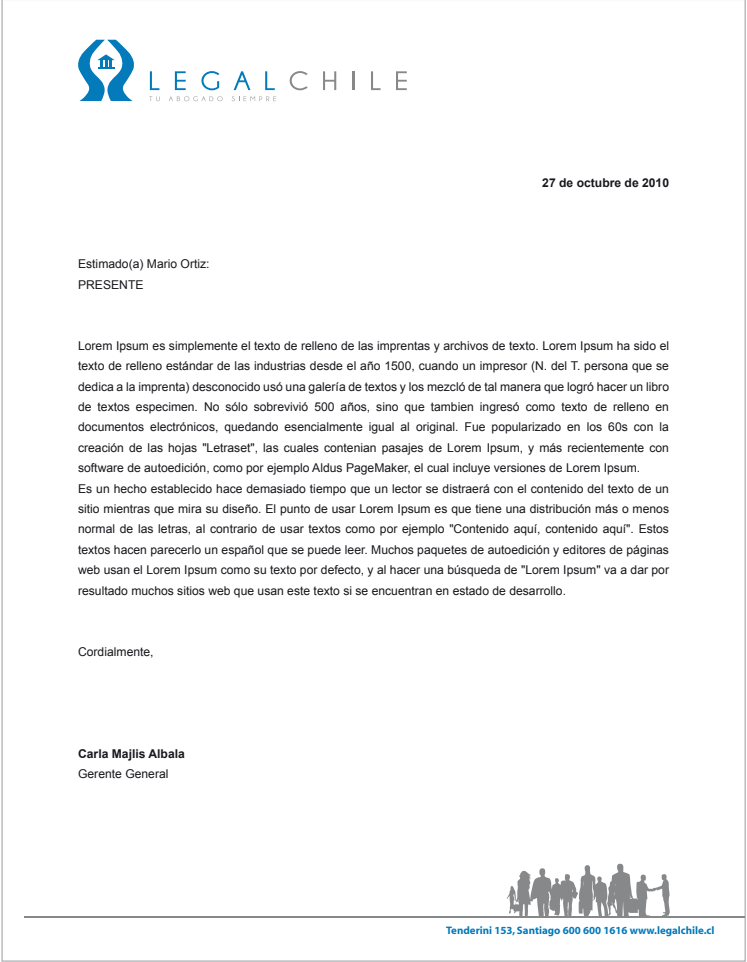 LEGALCHILE
TU ABOGADO SIEMPRE
27 de octubre de 2010
Estimado(a) Mario Ortiz:
PRESENTE
Lorem Ipsum es simplemente el texto de relleno de las imprentas y archivos de texto. Lorem Ipsum ha sido el
texto de relleno estándar de las industrias desde el año 1500, cuando un impresor (N. del T. persona que se
dedica a la imprenta) desconocido usó una galería de textos y los mezcló de tal manera que logró hacer un libro
de textos especimen. No sólo sobrevivió 500 años, sino que tambien ingresó como texto de relleno en
documentos electrónicos, quedando esencialmente igual al original. Fue popularizado en los 60s con la
creación de las hojas "Letraset", las cuales contenian pasajes de Lorem Ipsum, y más recientemente con
software de autoedición, como por ejemplo Aldus PageMaker, el cual incluye versiones de Lorem Ipsum.
Es un hecho establecido hace demasiado tiempo que un lector se distraerá con el contenido del texto de un
sitio mientras que mira su diseño. El punto de usar Lorem Ipsum es que tiene una distribución más o menos
normal de las letras, al contrario de usar textos como por ejemplo "Contenido aquí, contenido aquí". Estos
textos hacen parecerlo un español que se puede leer. Muchos paquetes de autoedición y editores de páginas
web usan el Lorem Ipsum como su texto por defecto, y al hacer una búsqueda de "Lorem Ipsum" va a dar por
resultado muchos sitios web que usan este texto si se encuentran en estado de desarrollo.
Cordialmente,
Carla Majlis Albala
Gerente General
Tenderini 153, Santiago 600 600 1616 www.legalchile.cl